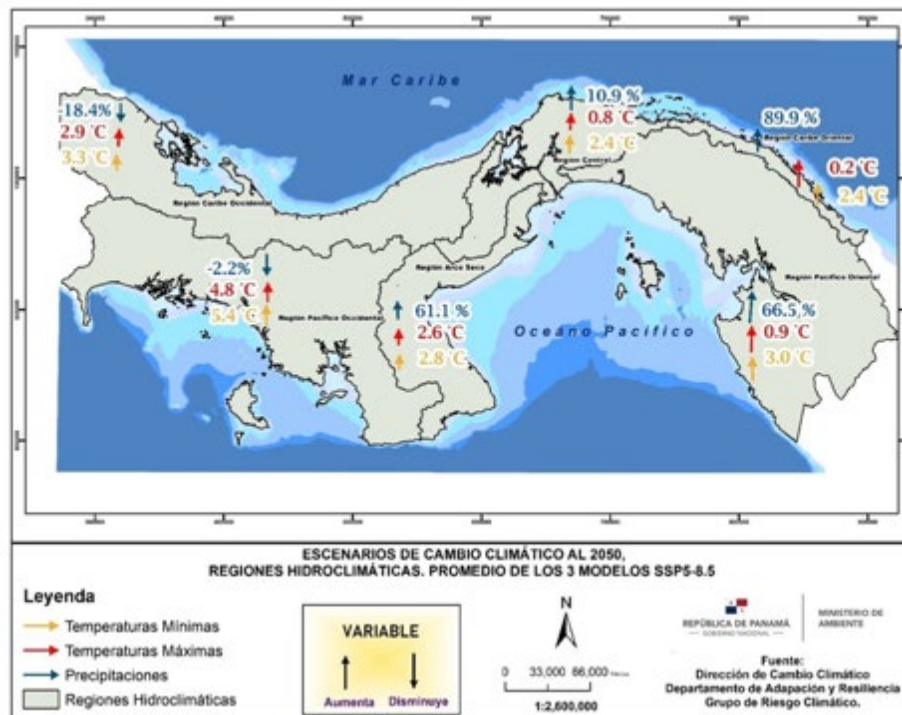 Mar Caribe
-18.4%
2.9 °C
3.3 °C
10.9 %
0.8 °C
2.4 °C
89.9 %
Región Caribe Oriental
0.2 °C
2.4 °C
Región Central
Región Caribe Occidental
Región Arco Seco
Región Pacífico Oriental
-2.2%
4.8 °C
5.4 °C
Región Pacífico Occidental
61.1 %
2.6 °C
2.8 °C
Océano Pacífico
66.5 %
0.9 °C
3.0 °C
ESCENARIOS DE CAMBIO CLIMÁTICO AL 2050,
REGIONES HIDROCLIMÁTICAS. PROMEDIO DE LOS 3 MODELOS SSP5-8.5
Leyenda
Temperaturas Mínimas
Temperaturas Máximas
Precipitaciones
Regiones Hidroclimáticas
VARIABLE
Aumenta Disminuye
N
0 33,000 66,000
1:2,600,000
REPÚBLICA DE PANAMÁ
GOBIERNO NACIONAL
MINISTERIO DE
AMBIENTE
Fuente:
Dirección de Cambio Climático
Departamento de Adapación y Resiliencia
Grupo de Riesgo Climático.